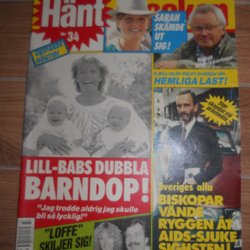 Hänt
Nr 34
SARAH
SKÄMDE
UT
SIG!
HEMLIGA LAST!
LILL-BABS DUBBLA
BARNDOP!
"Jag trodde aldrig jag skulle
bli så lycklig!"
"LOFFE"
SKILJER SIG!
Sveriges alla
BISKOPAR
VÄNDE
RYGGEN ÅT
AIDS-SJUKE